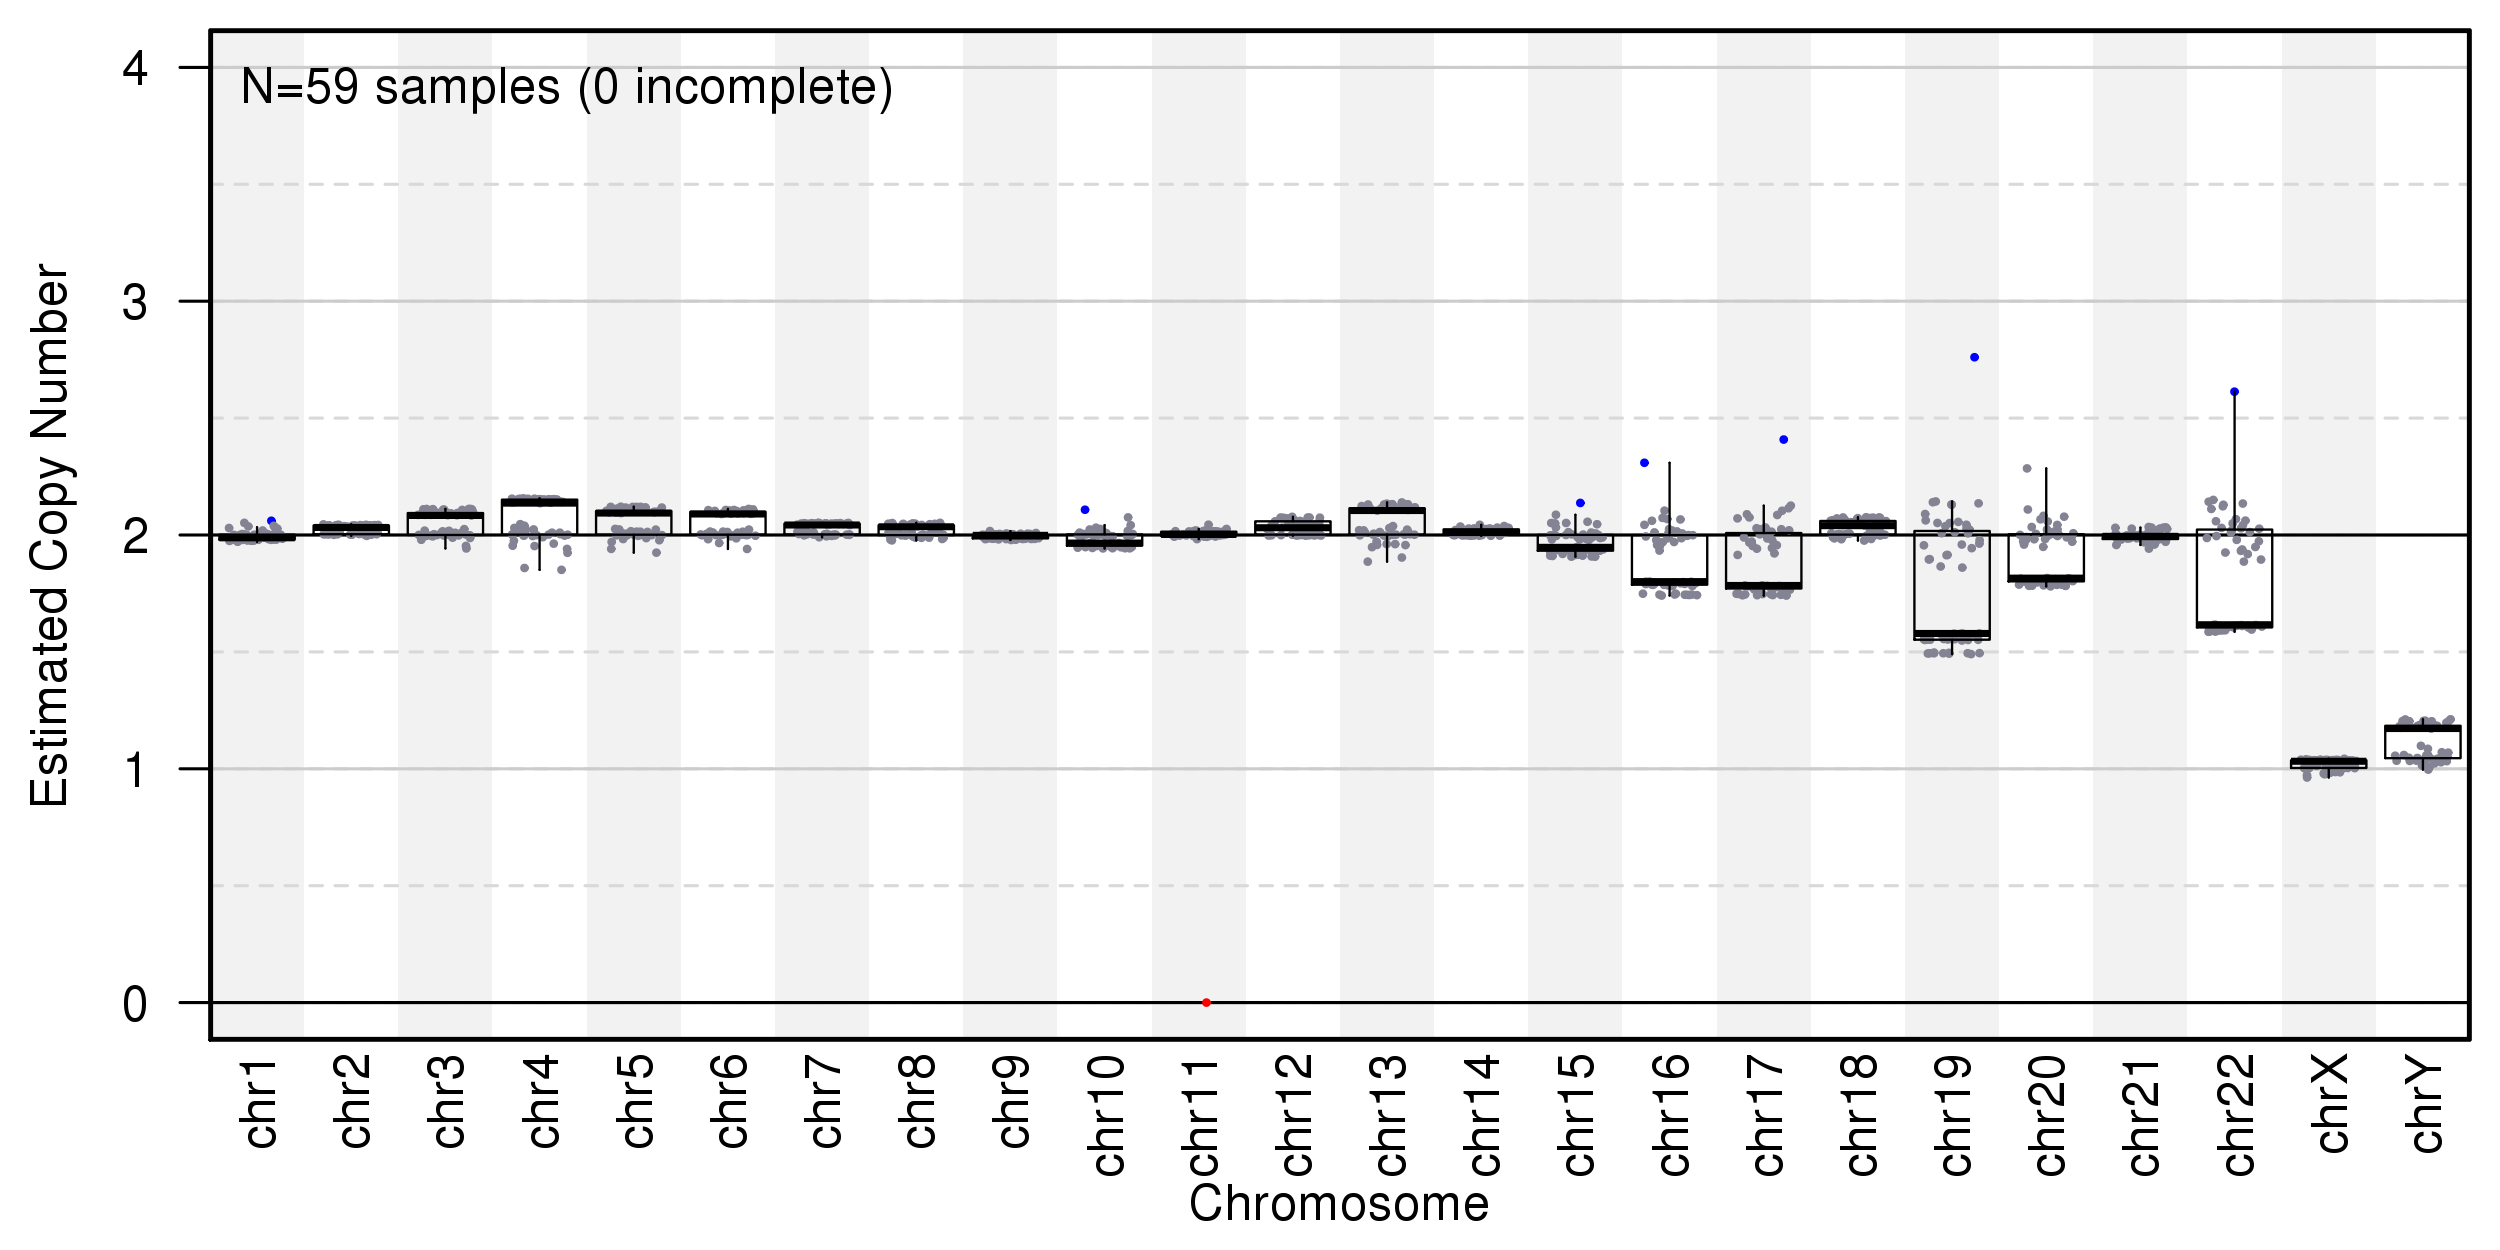 N=59 samples (0 incomplete)
4
3
2
1
0
Estimated Copy Number
chr1 chr2 chr3 chr4 chr5 chr6 chr7 chr8 chr9 chr10 chr11 chr12 chr13 chr14 chr15 chr16 chr17 chr18 chr19 chr20 chr21 chr22 chrX chrY
Chromosome